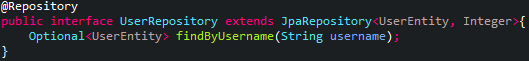 @Repository
public interface UserRepository extends JpaRepository<UserEntity, Integer>{
    Optional<UserEntity> findByUsername(String username);
}